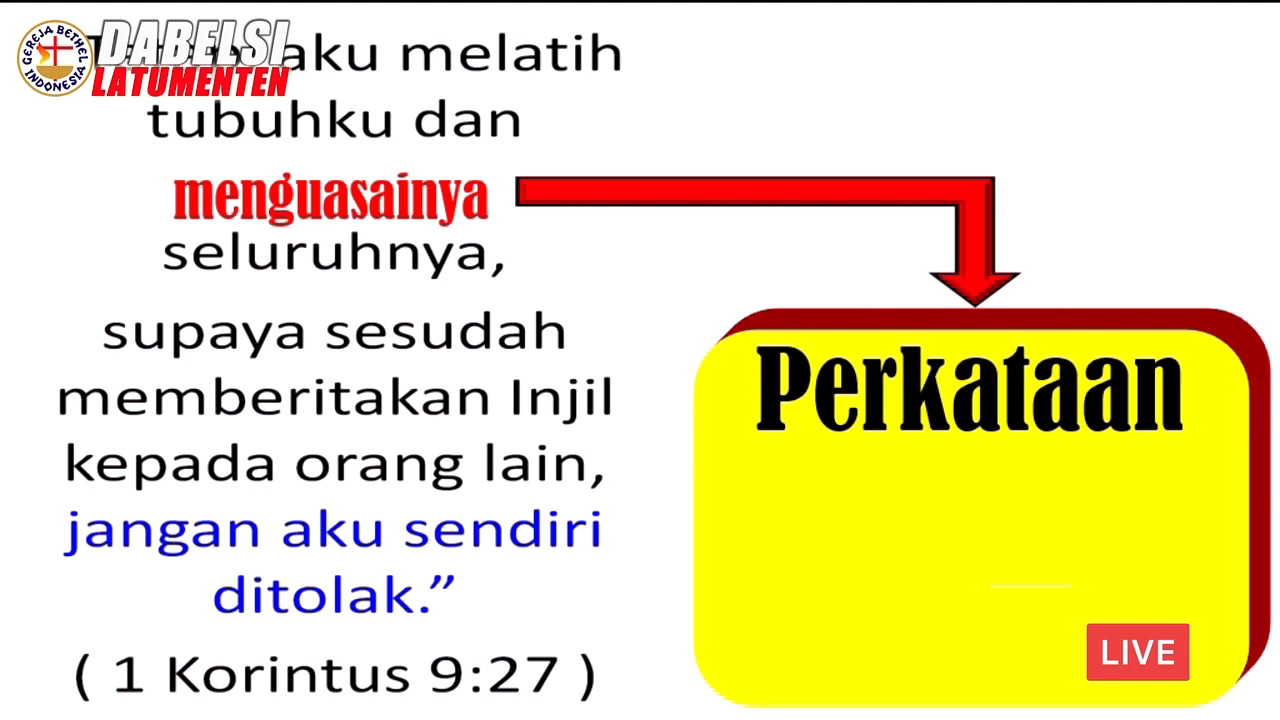 GEREJA BETHEL INDONESIA
DABELSI
LATUMENTEN
aku melatih
tubuhku dan
menguasainya
seluruhnya,
supaya sesudah
memberitakan Injil
kepada orang lain,
jangan aku sendiri
ditolak.”
( 1 Korintus 9:27 )
Perkataan
LIVE